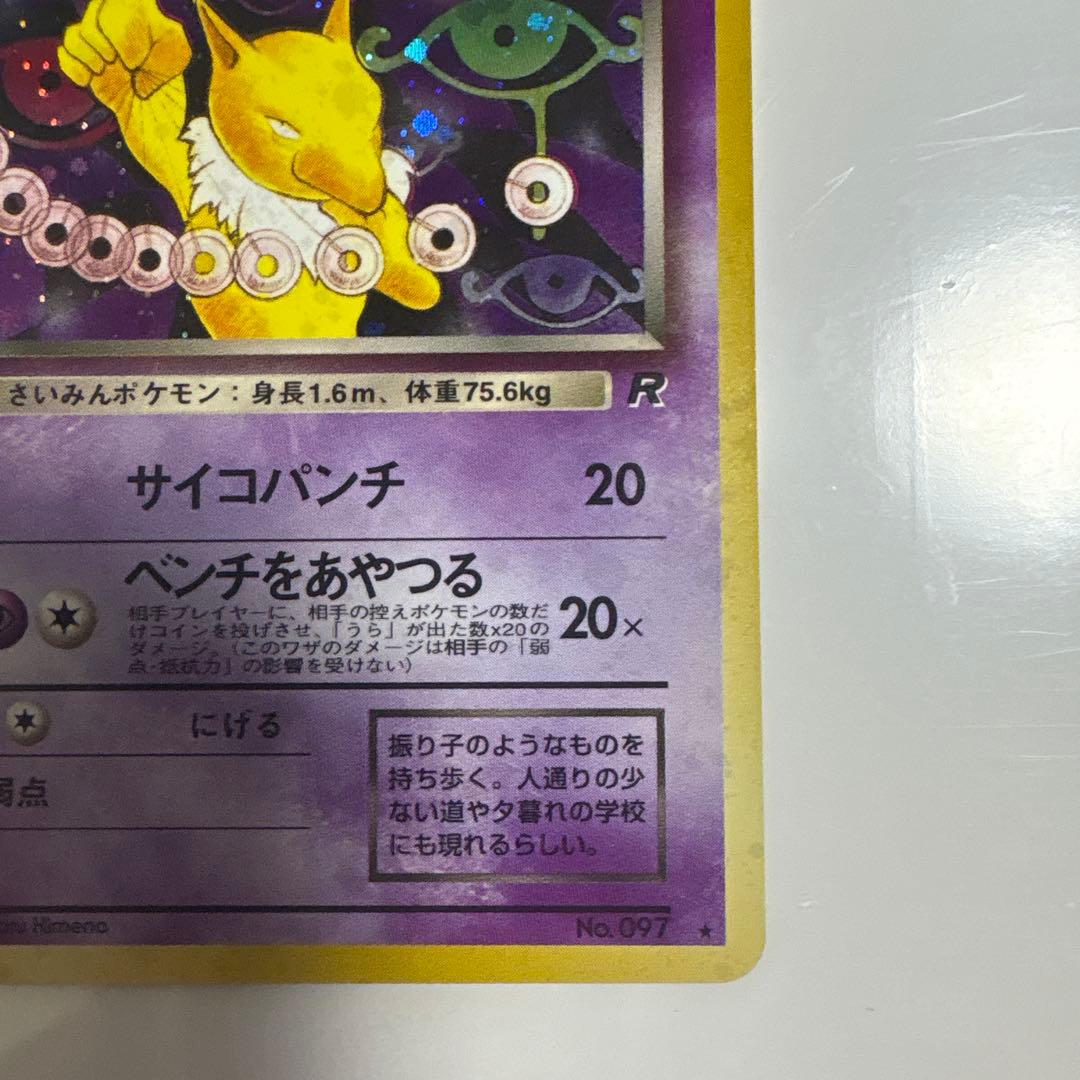 さいみんポケモン：身長1.6m、体重75.6kg
R
サイコパンチ 20
ベンチをあやつる
相手プレイヤーに、相手の控えポケモンの数だ
けコインを投げさせ、「うら」が出た数x20の
ダメージ。（このワザのダメージは相手の「弱
点・抵抗力」の影響を受けない）
20×
にげる
弱点
振り子のようなものを
持ち歩く。人通りの少
ない道や夕暮れの学校
にも現れるらしい。
Himeno
No. 097 ★